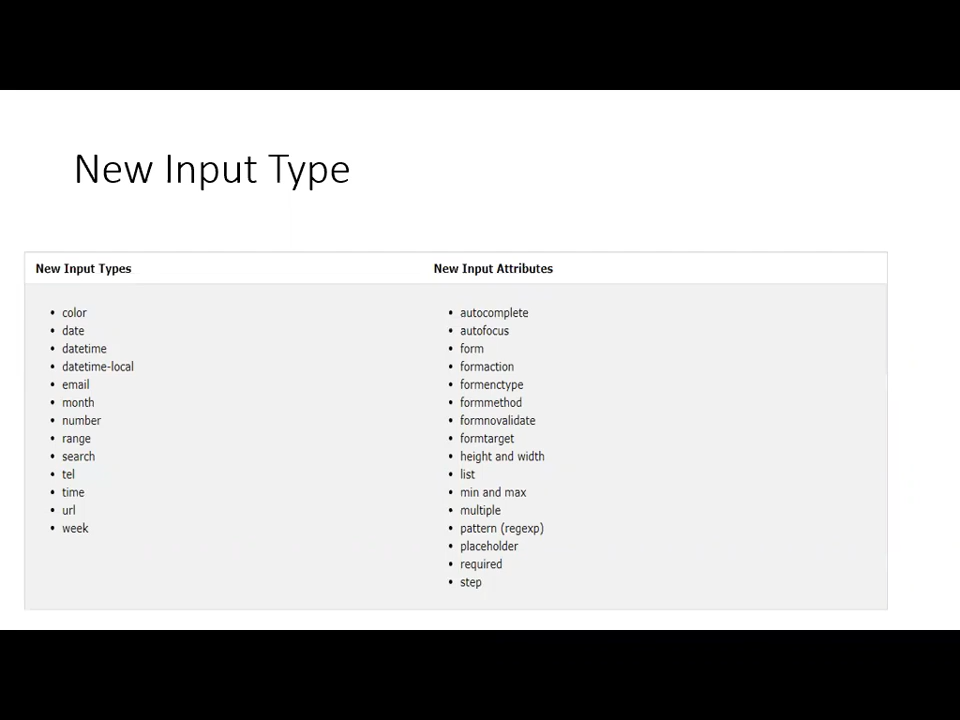 New Input Type
New Input Types
New Input Attributes
• color
• date
• datetime
• datetime-local
• email
• month
• number
• range
• search
• tel
• time
• url
• week
• autocomplete
• autofocus
• form
• formaction
• formenctype
• formmethod
• formnovalidate
• formtarget
• height and width
• list
• min and max
• multiple
• pattern (regexp)
• placeholder
• required
• step